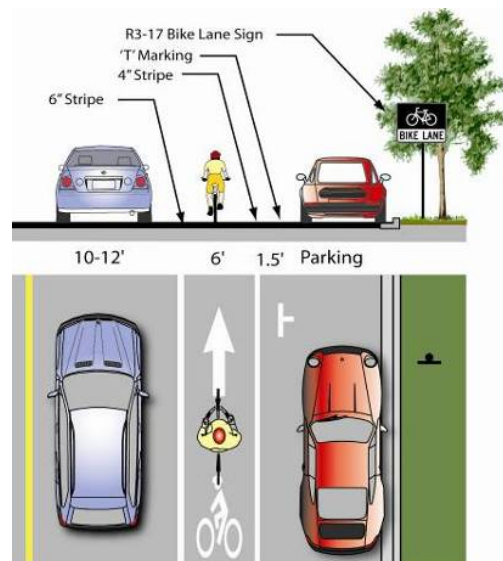 R3-17 Bike Lane Sign
'T' Marking
4" Stripe
6" Stripe
BIKE LANE
10-12' 6' 1.5' Parking